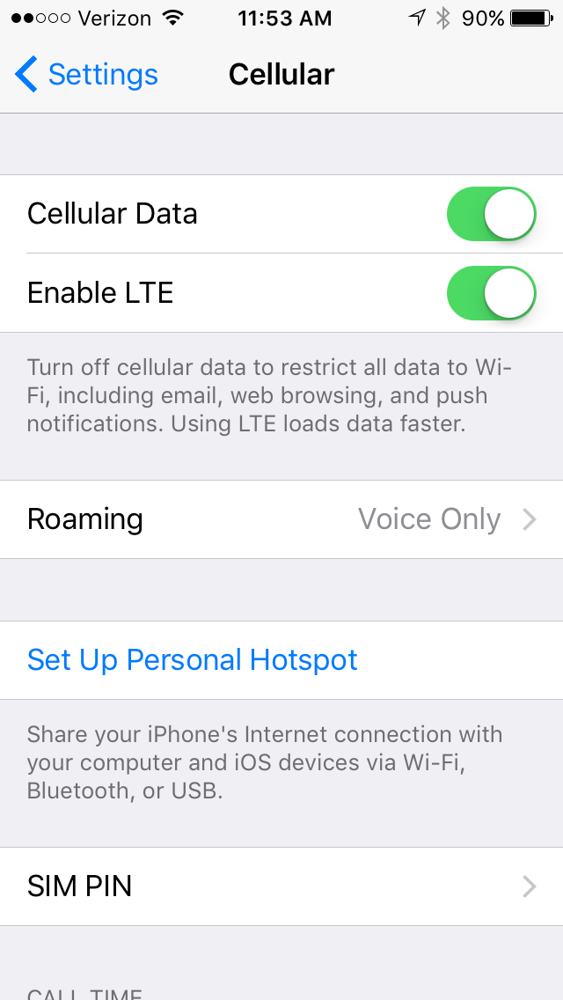 Verizon 11:53 AM 90%
Settings Cellular
Cellular Data
Enable LTE
Turn off cellular data to restrict all data to Wi-
Fi, including email, web browsing, and push
notifications. Using LTE loads data faster.
Roaming Voice Only
Set Up Personal Hotspot
Share your iPhone's Internet connection with
your computer and iOS devices via Wi-Fi,
Bluetooth, or USB.
SIM PIN
CALL TIME